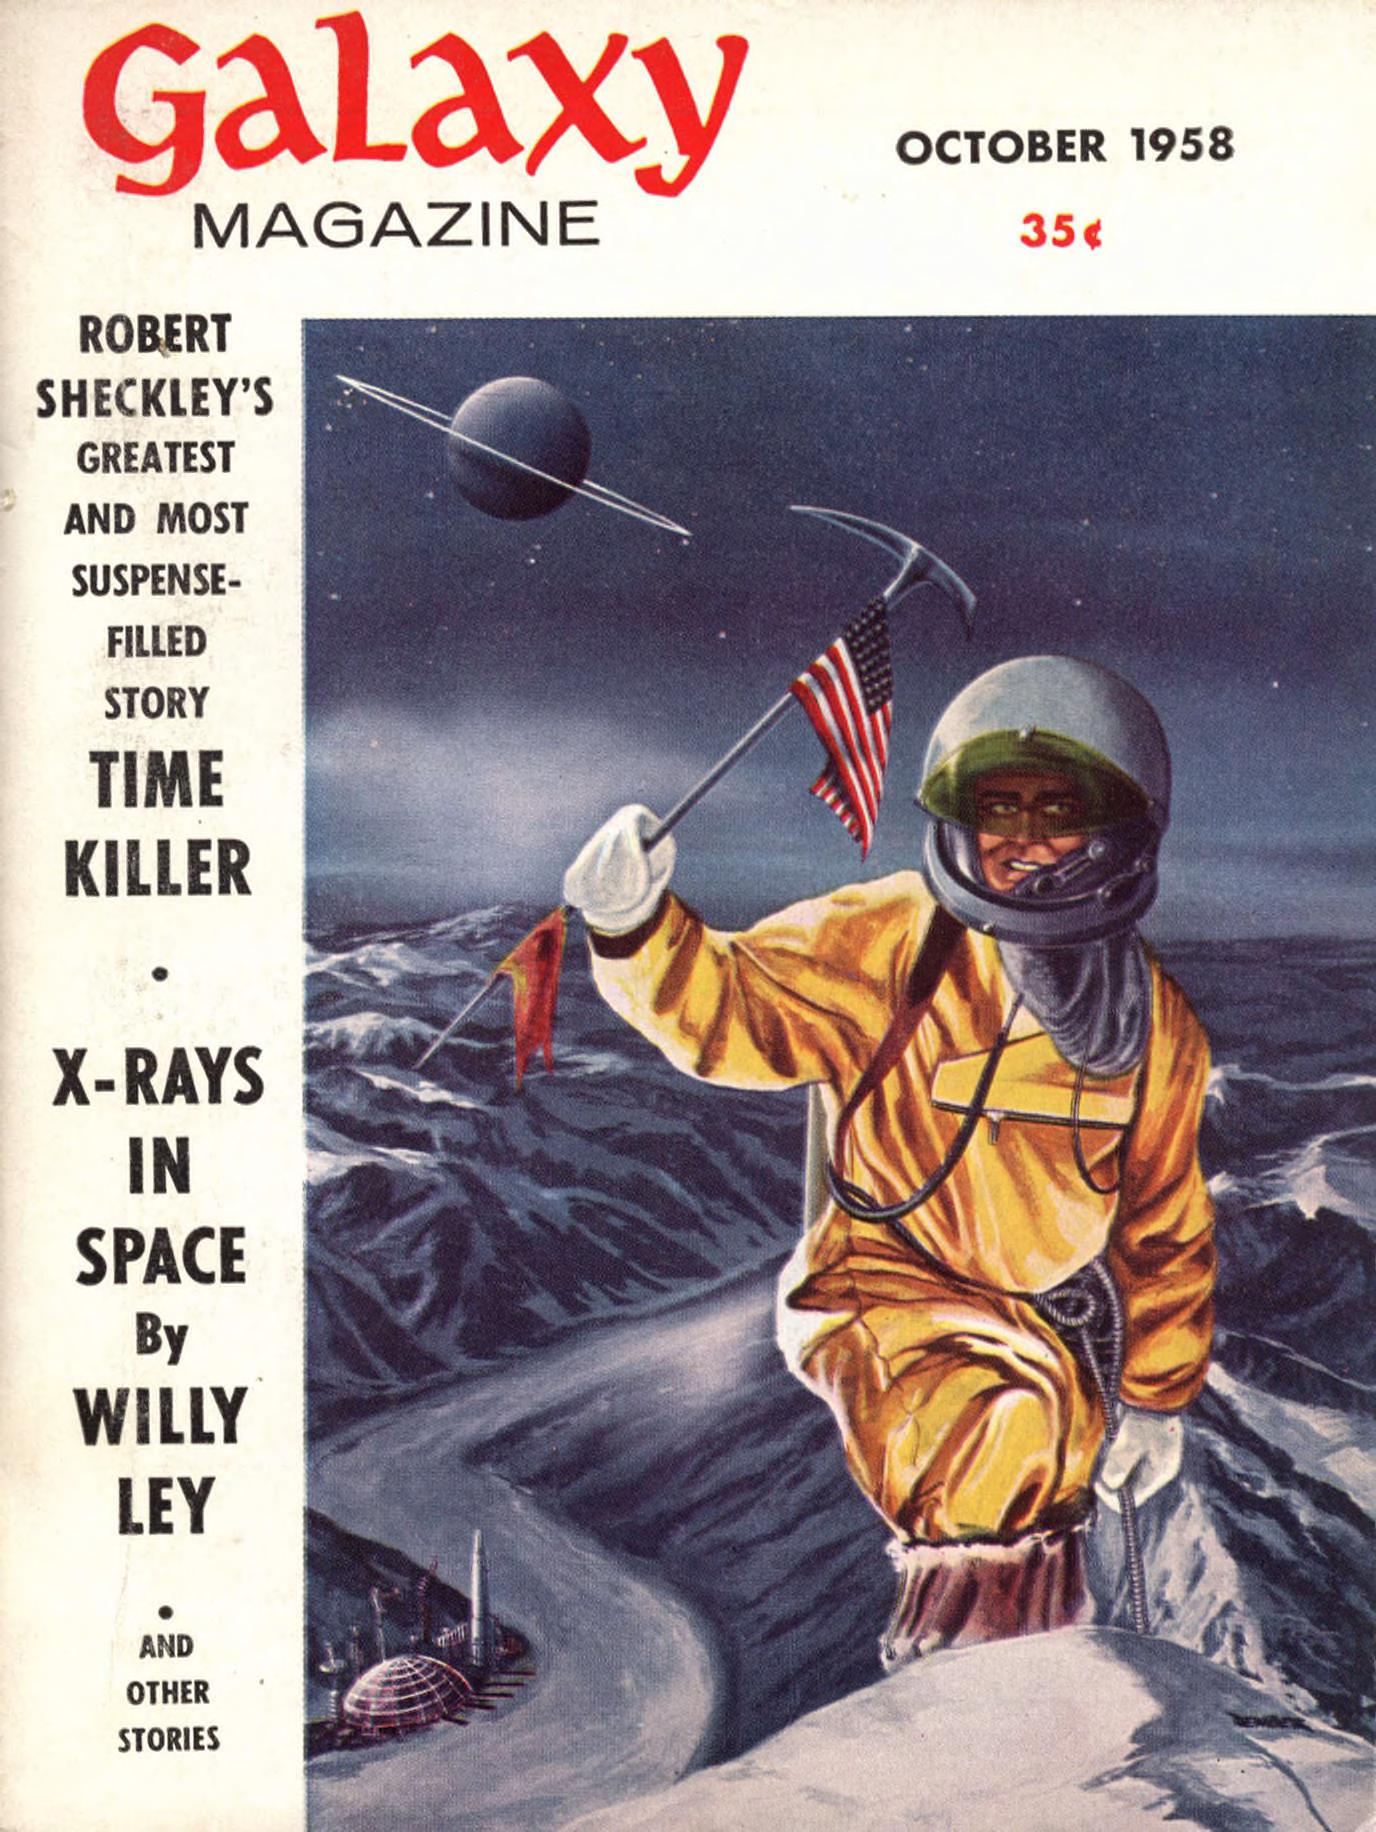 Galaxy
MAGAZINE
OCTOBER 1958
35¢
ROBERT
SHECKLEY'S
GREATEST
AND MOST
SUSPENSE-
FILLED
STORY
TIME
KILLER
•
X-RAYS
IN
SPACE
By
WILLY
LEY
•
AND
OTHER
STORIES